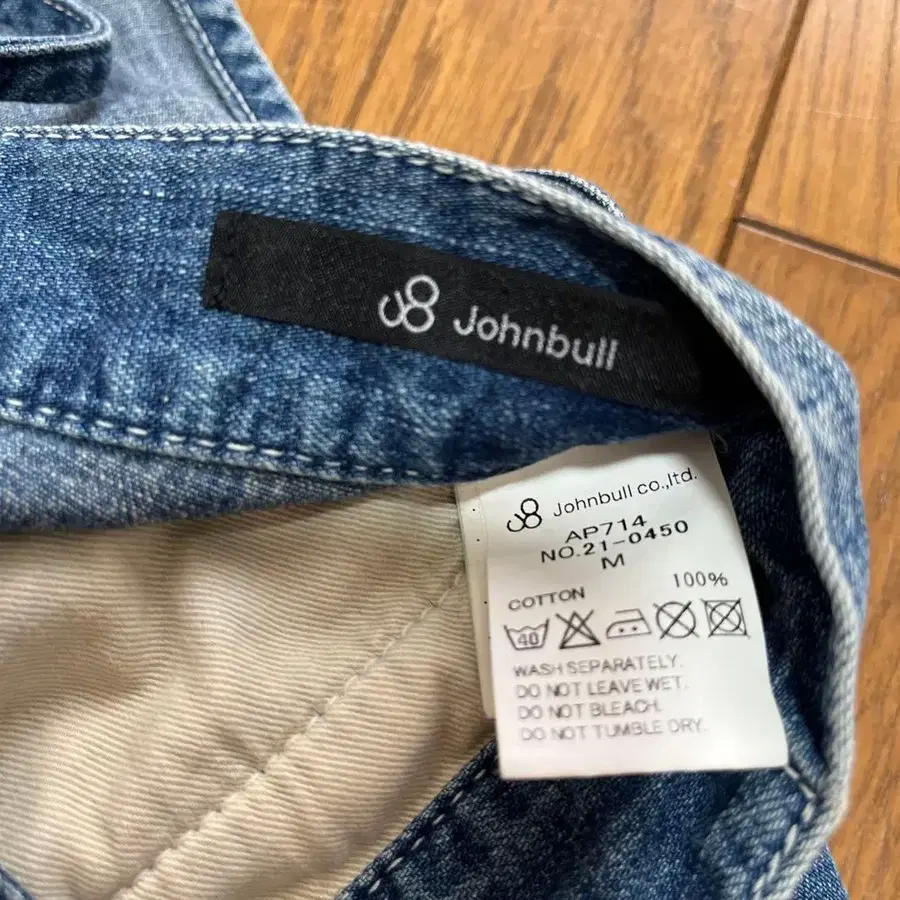 Johnbull
Johnbull co.,ltd.
AP714
NO.21-0450
M
COTTON 100%
40
WASH SEPARATELY.
DO NOT LEAVE WET.
DO NOT BLEACH.
DO NOT TUMBLE DRY.